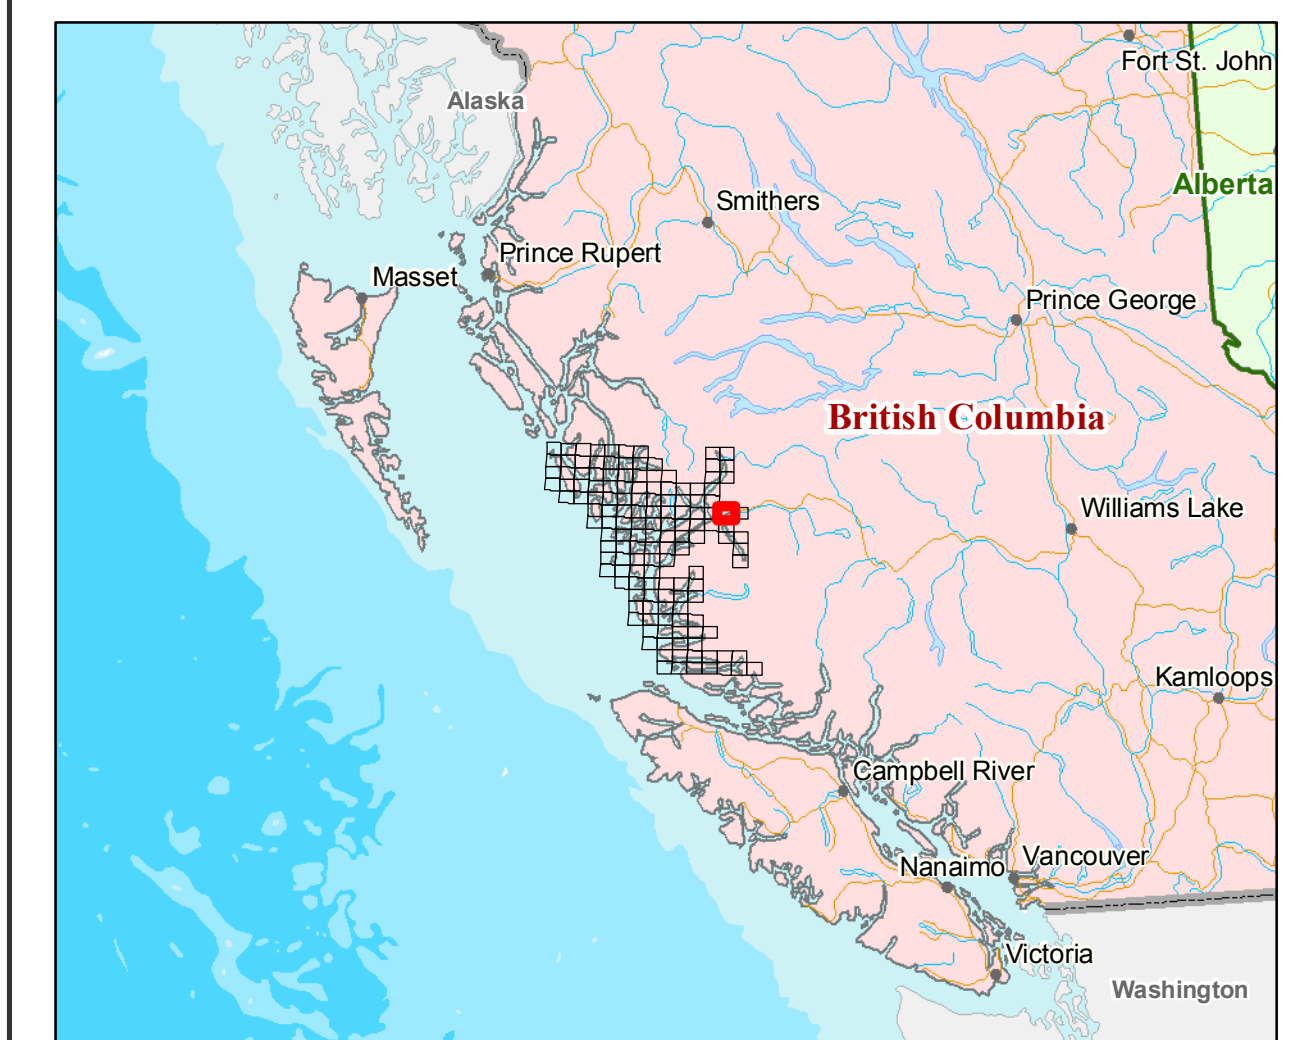 Fort St. John
Alaska
Alberta
Smithers
Prince Rupert
Masset
Prince George
British Columbia
Williams Lake
Kamloops
Campbell River
Vancouver
Nanaimo
Victoria
Washington